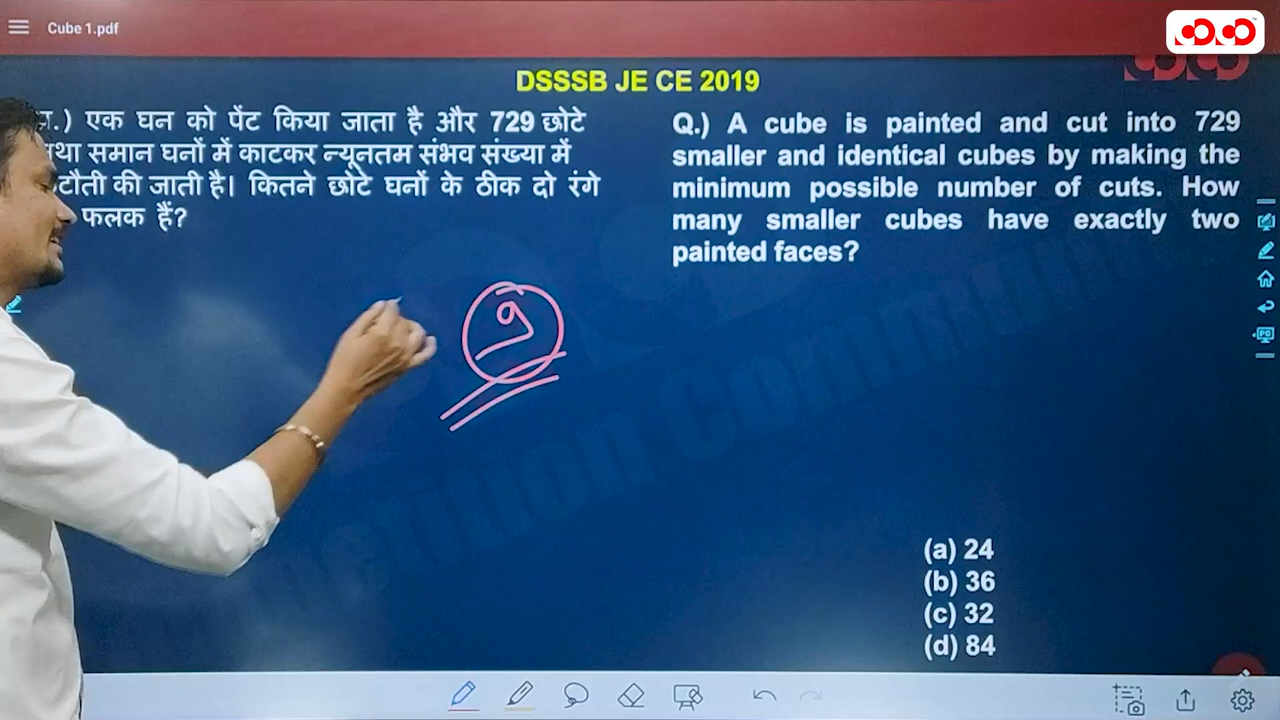 Cube 1.pdf
DSSSB JE CE 2019
एक घन को पेंट किया जाता है और 729 छोटे
समान घनों में काटकर न्यूनतम संभव संख्या में
की जाती है। कितने छोटे घनों के ठीक दो रंगे
फलक हैं?
Q.) A cube is painted and cut into 729
smaller and identical cubes by making the
minimum possible number of cuts. How
many smaller cubes have exactly two
painted faces?
9
(a) 24
(b) 36
(c) 32
(d) 84